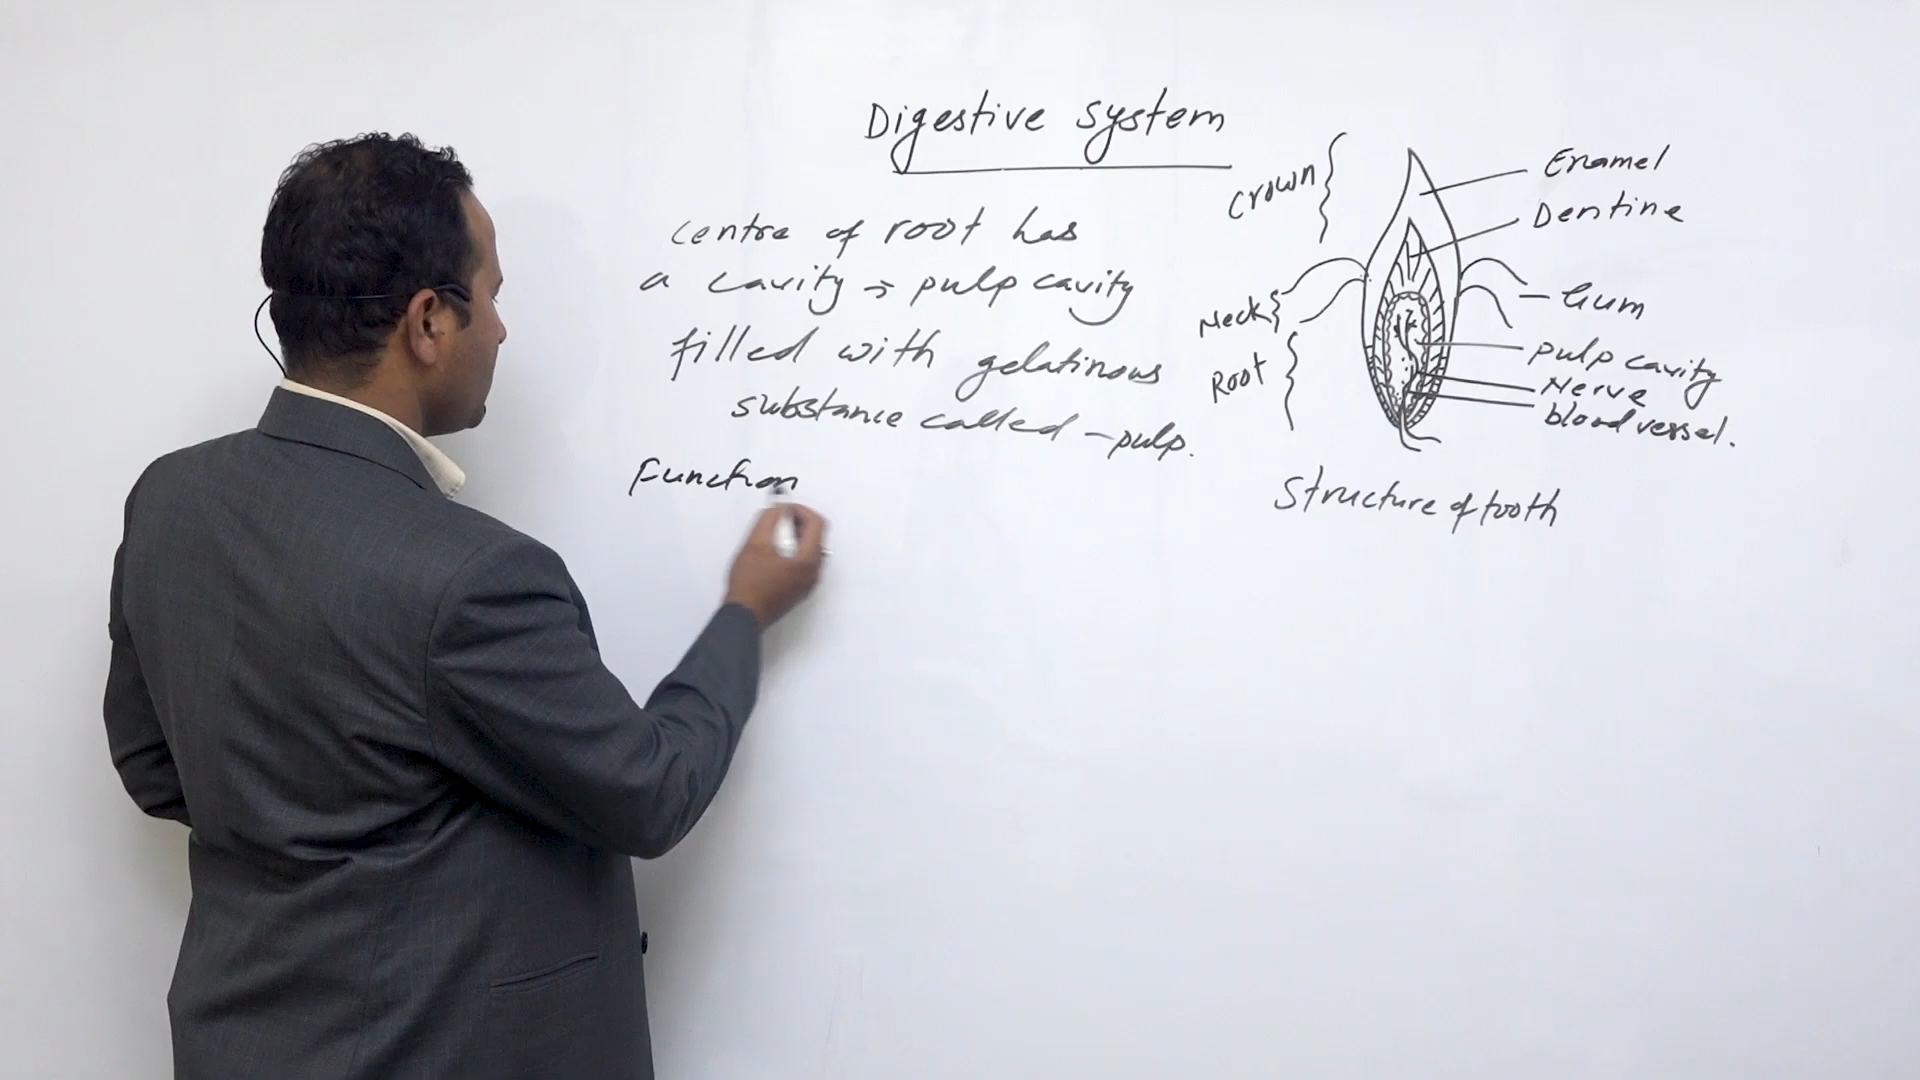 Digestive system
centre of root has
a cavity → pulp cavity
filled with gelatinous
substance called - pulp.
Function
Crown
Neck
Root
Enamel
Dentine
Gum
pulp cavity
Nerve
blood vessel.
Structure of tooth